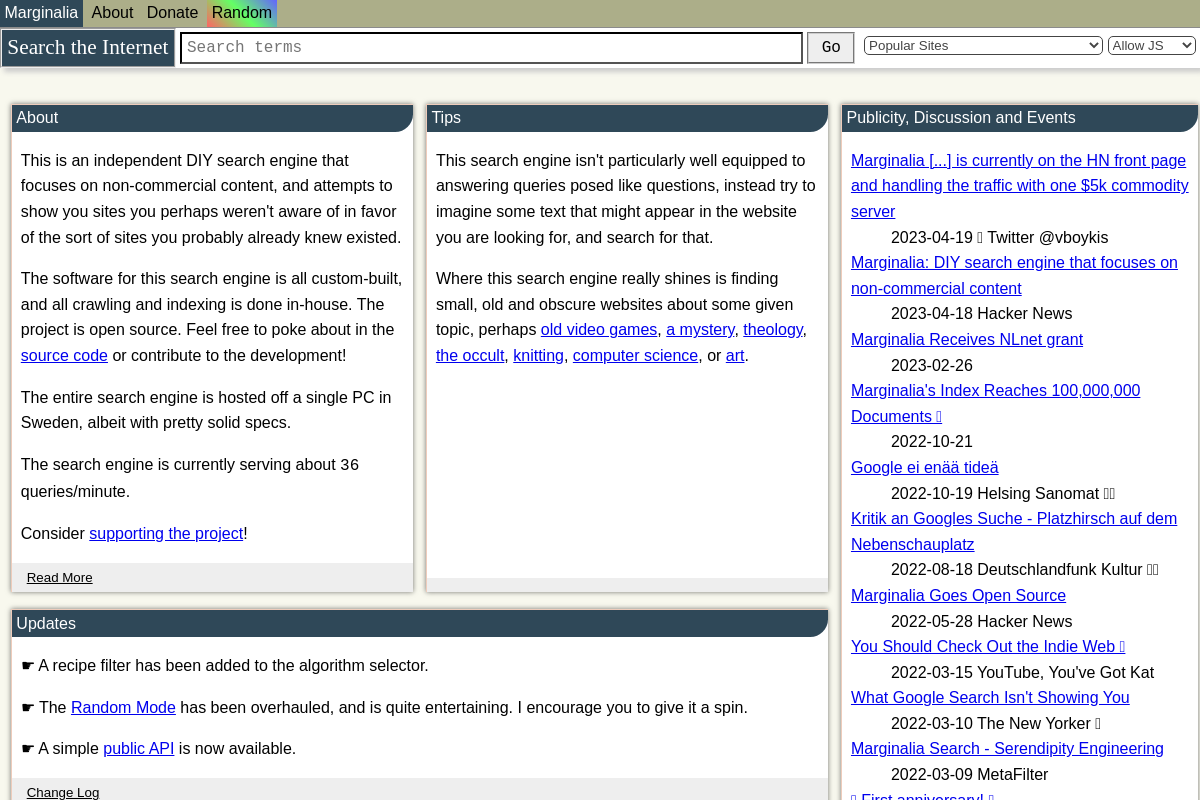 Marginalia About Donate Random
Search the Internet Search terms Go Popular Sites Allow JS
About
This is an independent DIY search engine that
focuses on non-commercial content, and attempts to
show you sites you perhaps weren't aware of in favor
of the sort of sites you probably already knew existed.
The software for this search engine is all custom-built,
and all crawling and indexing is done in-house. The
project is open source. Feel free to poke about in the
source code or contribute to the development!
The entire search engine is hosted off a single PC in
Sweden, albeit with pretty solid specs.
The search engine is currently serving about 36
queries/minute.
Consider supporting the project!
Read More
Tips
This search engine isn't particularly well equipped to
answering queries posed like questions, instead try to
imagine some text that might appear in the website
you are looking for, and search for that.
Where this search engine really shines is finding
small, old and obscure websites about some given
topic, perhaps old video games, a mystery, theology,
the occult, knitting, computer science, or art.
Publicity, Discussion and Events
Marginalia [...] is currently on the HN front page
and handling the traffic with one $5k commodity
server
2023-04-19 Twitter @vboykis
Marginalia: DIY search engine that focuses on
non-commercial content
2023-04-18 Hacker News
Marginalia Receives NLnet grant
2023-02-26
Marginalia's Index Reaches 100,000,000
Documents
2022-10-21
Google ei enää tideä
2022-10-19 Helsing Sanomat
Kritik an Googles Suche - Platzhirsch auf dem
Nebenschauplatz
2022-08-18 Deutschlandfunk Kultur
Marginalia Goes Open Source
2022-05-28 Hacker News
You Should Check Out the Indie Web
2022-03-15 YouTube, You've Got Kat
What Google Search Isn't Showing You
2022-03-10 The New Yorker
Marginalia Search - Serendipity Engineering
2022-03-09 MetaFilter
First anniversary!
Updates
☛ A recipe filter has been added to the algorithm selector.
☛ The Random Mode has been overhauled, and is quite entertaining. I encourage you to give it a spin.
☛ A simple public API is now available.
Change Log